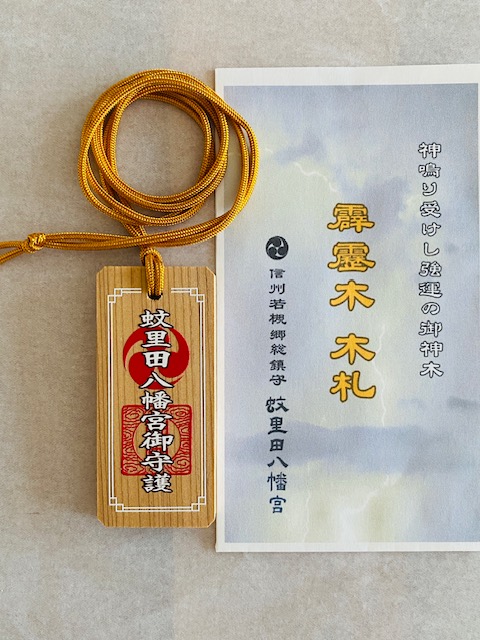 蚊里田八幡宮御守護
神鳴り受けし強運の御神木
霹靈木 木札
信州若槻郷総鎮守 蚊里田八幡宮